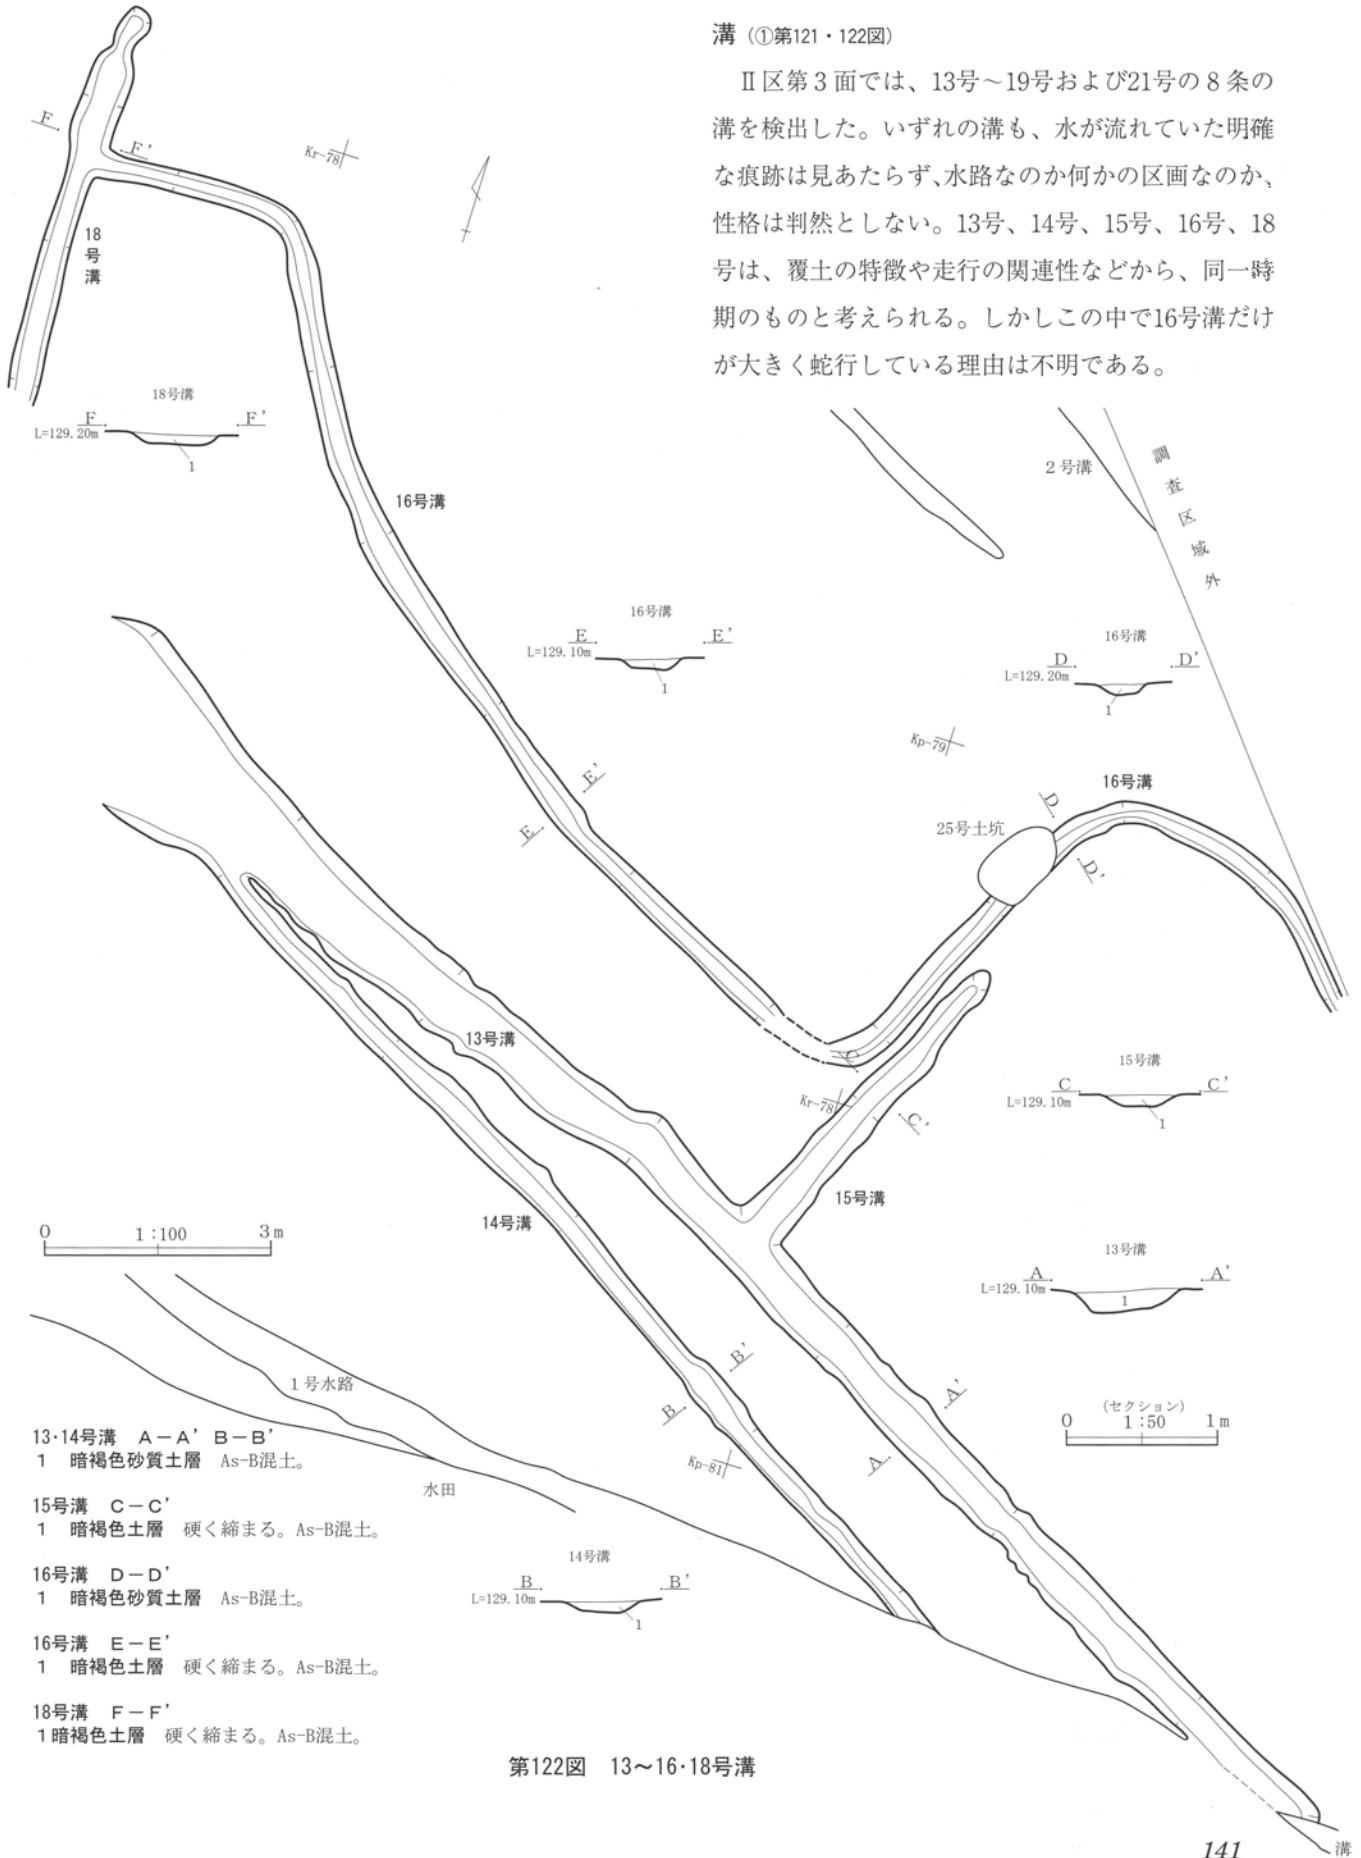 溝（①第121・122図）
Ⅱ区第３面では、13号～19号および21号の８条の
溝を検出した。いずれの溝も、水が流れていた明確
な痕跡は見あたらず、水路なのか何かの区画なのか、
性格は判然としない。13号、14号、15号、16号、18
号は、覆土の特徴や走行の関連性などから、同一時
期のものと考えられる。しかしこの中で16号溝だけ
が大きく蛇行している理由は不明である。
F
F'
Kr-78
18号溝
18号溝
F
F'
L=129.20m
1
16号溝
2号溝
調査区域外
16号溝
E
E'
L=129.10m
1
16号溝
D
D'
L=129.20m
1
Kp-79
E'
E
D
16号溝
25号土坑
D'
13号溝
C
Kr-78
C'
15号溝
C
C'
L=129.10m
1
15号溝
14号溝
0
1:100
3m
13号溝
A
A'
L=129.10m
1
B'
B
A'
A
1号水路
(セクション)
0
1:50
1m
Kp-81
水田
13･14号溝　A－A'　B－B'
1　暗褐色砂質土層　As-B混土。
15号溝　C－C'
1　暗褐色土層　硬く締まる。As-B混土。
16号溝　D－D'
1　暗褐色砂質土層　As-B混土。
16号溝　E－E'
1　暗褐色土層　硬く締まる。As-B混土。
18号溝　F－F'
1暗褐色土層　硬く締まる。As-B混土。
14号溝
B
B'
L=129.10m
1
第122図　13～16･18号溝
141
溝